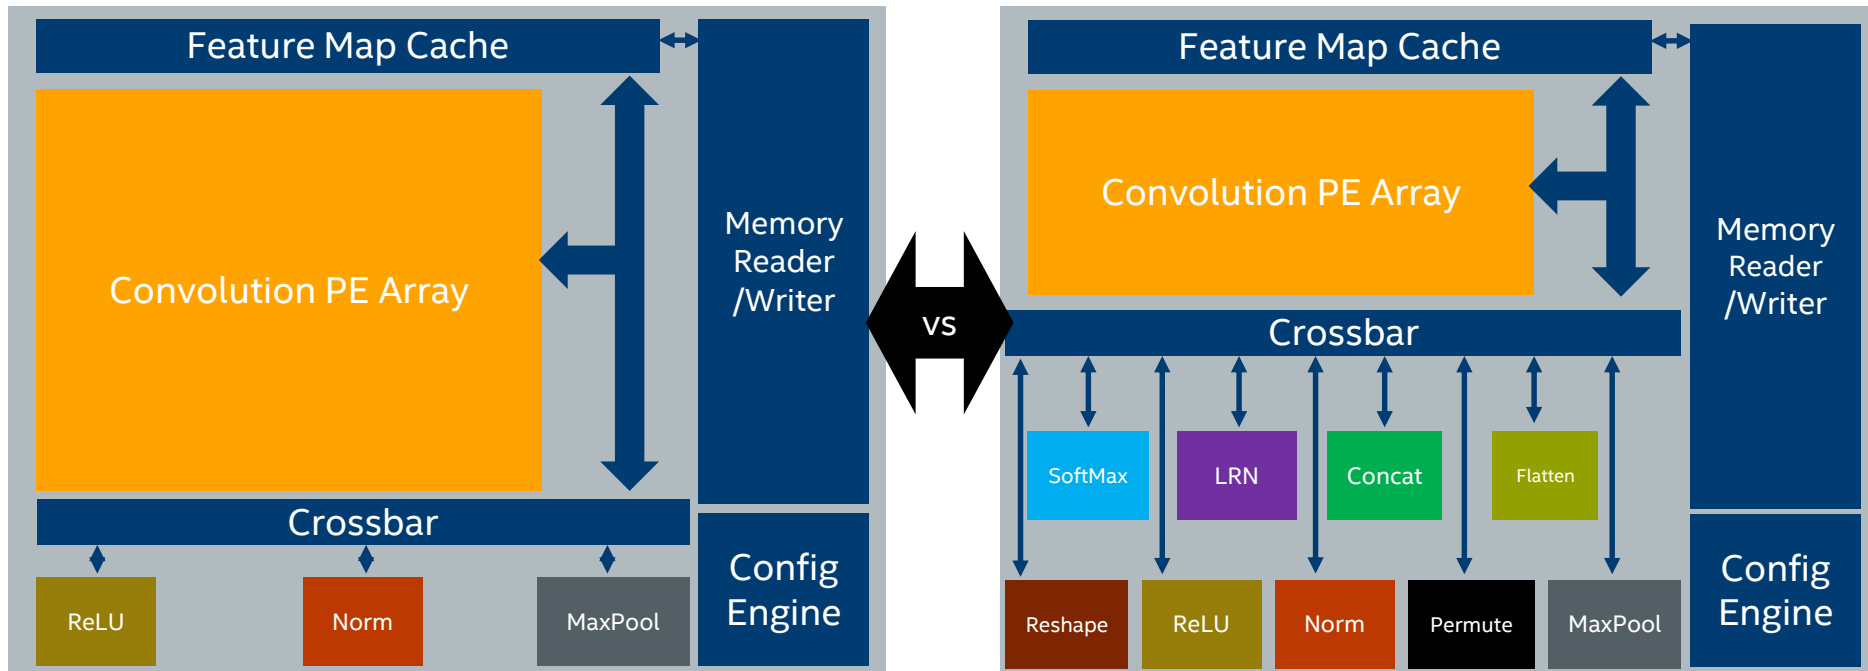 Feature Map Cache
Convolution PE Array
Memory
Reader
/Writer
Crossbar
Config
Engine
ReLU
Norm
MaxPool
vs
Feature Map Cache
Convolution PE Array
Memory
Reader
/Writer
Crossbar
SoftMax
LRN
Concat
Flatten
Config
Engine
Reshape
ReLU
Norm
Permute
MaxPool